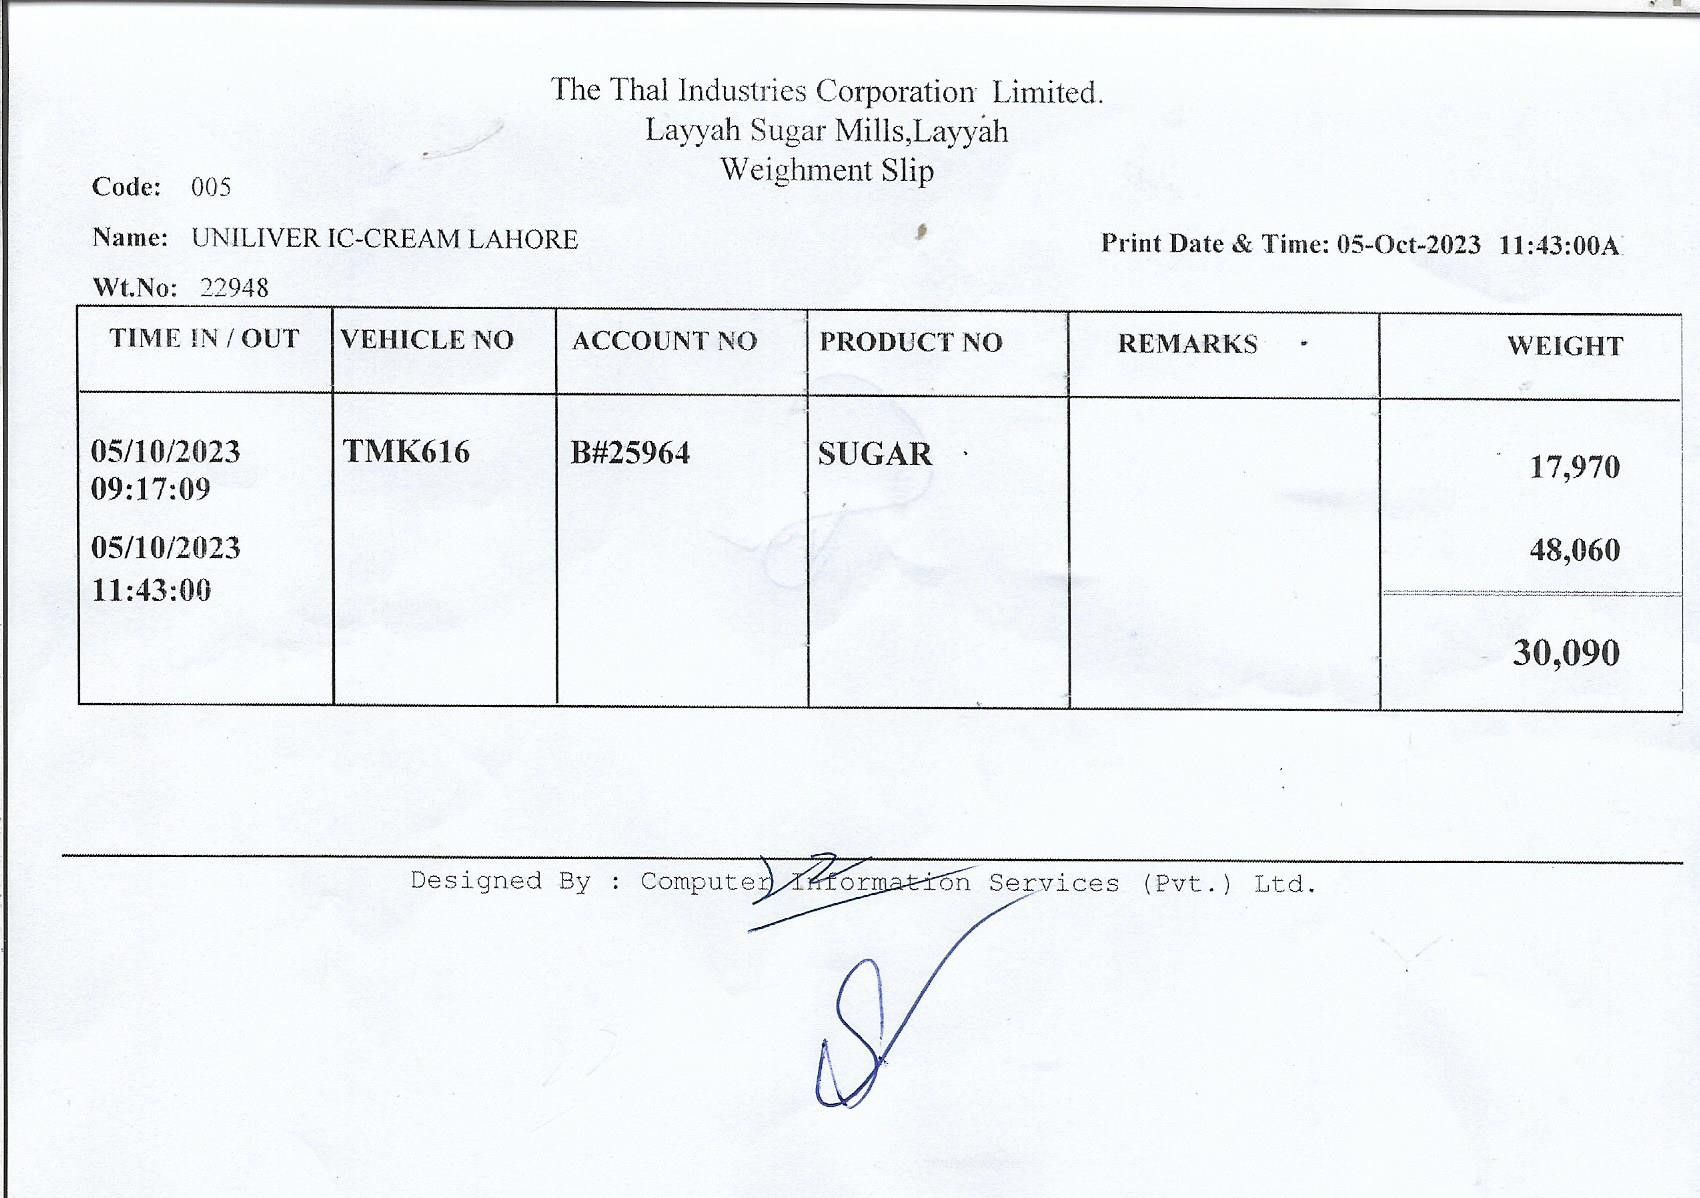 The Thal Industries Corporation Limited.
Layyah Sugar Mills,Layyah
Weighment Slip
Code: 005
Name: UNILIVER IC-CREAM LAHORE
Print Date & Time: 05-Oct-2023 11:43:00A
Wt.No: 22948
TIME IN / OUT VEHICLE NO ACCOUNT NO PRODUCT NO REMARKS WEIGHT
05/10/2023 TMK616 B#25964 SUGAR 17,970
09:17:09
05/10/2023 48,060
11:43:00
30,090
Designed By : Computer Information Services (Pvt.) Ltd.